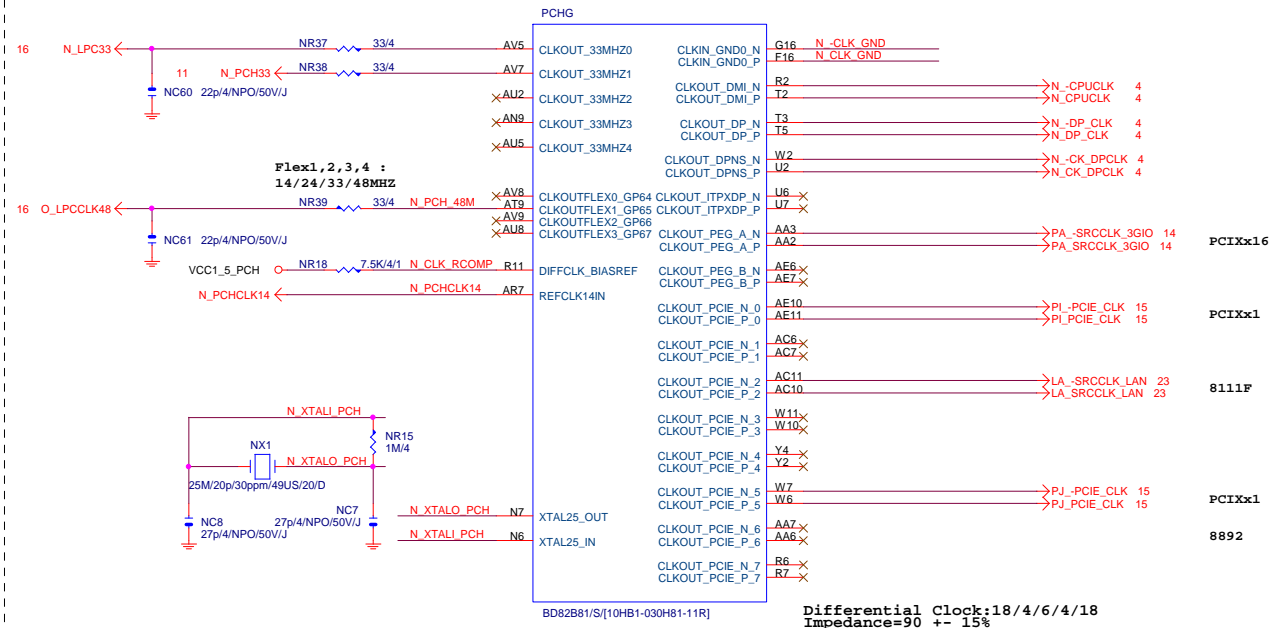 PCHG
16 N_LPC33 NR37 33/4 AV5 CLKOUT_33MHZ0
11 N_PCH33 NR38 33/4 AV7 CLKOUT_33MHZ1
NC60 22p/4/NPO/50V/J
AU2 CLKOUT_33MHZ2
AN9 CLKOUT_33MHZ3
AU5 CLKOUT_33MHZ4
Flex1,2,3,4 :
14/24/33/48MHZ
AV8 CLKOUTFLEX0_GP64
16 O_LPCCLK48 NR39 33/4 N_PCH_48M AT9 CLKOUTFLEX1_GP65
AV9 CLKOUTFLEX2_GP66
AU8 CLKOUTFLEX3_GP67
NC61 22p/4/NPO/50V/J
VCC1_5_PCH NR18 7.5K/4/1 N_CLK_RCOMP R11 DIFFCLK_BIASREF
N_PCHCLK14 N_PCHCLK14 AR7 REFCLK14IN
N_XTALI_PCH
NR15
1M/4
NX1
N_XTALO_PCH
25M/20p/30ppm/49US/20/D
NC8
27p/4/NPO/50V/J
NC7
27p/4/NPO/50V/J
N_XTALO_PCH N7 XTAL25_OUT
N_XTALI_PCH N6 XTAL25_IN
CLKIN_GND0_N G16 N_-CLK_GND
CLKIN_GND0_P F16 N_CLK_GND
CLKOUT_DMI_N R2 N_-CPUCLK 4
CLKOUT_DMI_P T2 N_CPUCLK 4
CLKOUT_DP_N T3 N_-DP_CLK 4
CLKOUT_DP_P T5 N_DP_CLK 4
CLKOUT_DPNS_N W2 N_-CK_DPCLK 4
CLKOUT_DPNS_P U2 N_CK_DPCLK 4
CLKOUT_ITPXDP_N U6
CLKOUT_ITPXDP_P U7
CLKOUT_PEG_A_N AA3 PA_-SRCCLK_3GIO 14
CLKOUT_PEG_A_P AA2 PA_SRCCLK_3GIO 14
PCIXx16
CLKOUT_PEG_B_N AE6
CLKOUT_PEG_B_P AE7
CLKOUT_PCIE_N_0 AE10 PI_-PCIE_CLK 15
CLKOUT_PCIE_P_0 AE11 PI_PCIE_CLK 15
PCIXx1
CLKOUT_PCIE_N_1 AC6
CLKOUT_PCIE_P_1 AC7
CLKOUT_PCIE_N_2 AC11 LA_-SRCCLK_LAN 23
CLKOUT_PCIE_P_2 AC10 LA_SRCCLK_LAN 23
8111F
CLKOUT_PCIE_N_3 W11
CLKOUT_PCIE_P_3 W10
CLKOUT_PCIE_N_4 Y4
CLKOUT_PCIE_P_4 Y2
CLKOUT_PCIE_N_5 W7 PJ_-PCIE_CLK 15
CLKOUT_PCIE_P_5 W6 PJ_PCIE_CLK 15
PCIXx1
CLKOUT_PCIE_N_6 AA7
CLKOUT_PCIE_P_6 AA6
8892
CLKOUT_PCIE_N_7 R6
CLKOUT_PCIE_P_7 R7
BD82B81/S/[10HB1-030H81-11R]
Differential Clock:18/4/6/4/18
Impedance=90 +- 15%